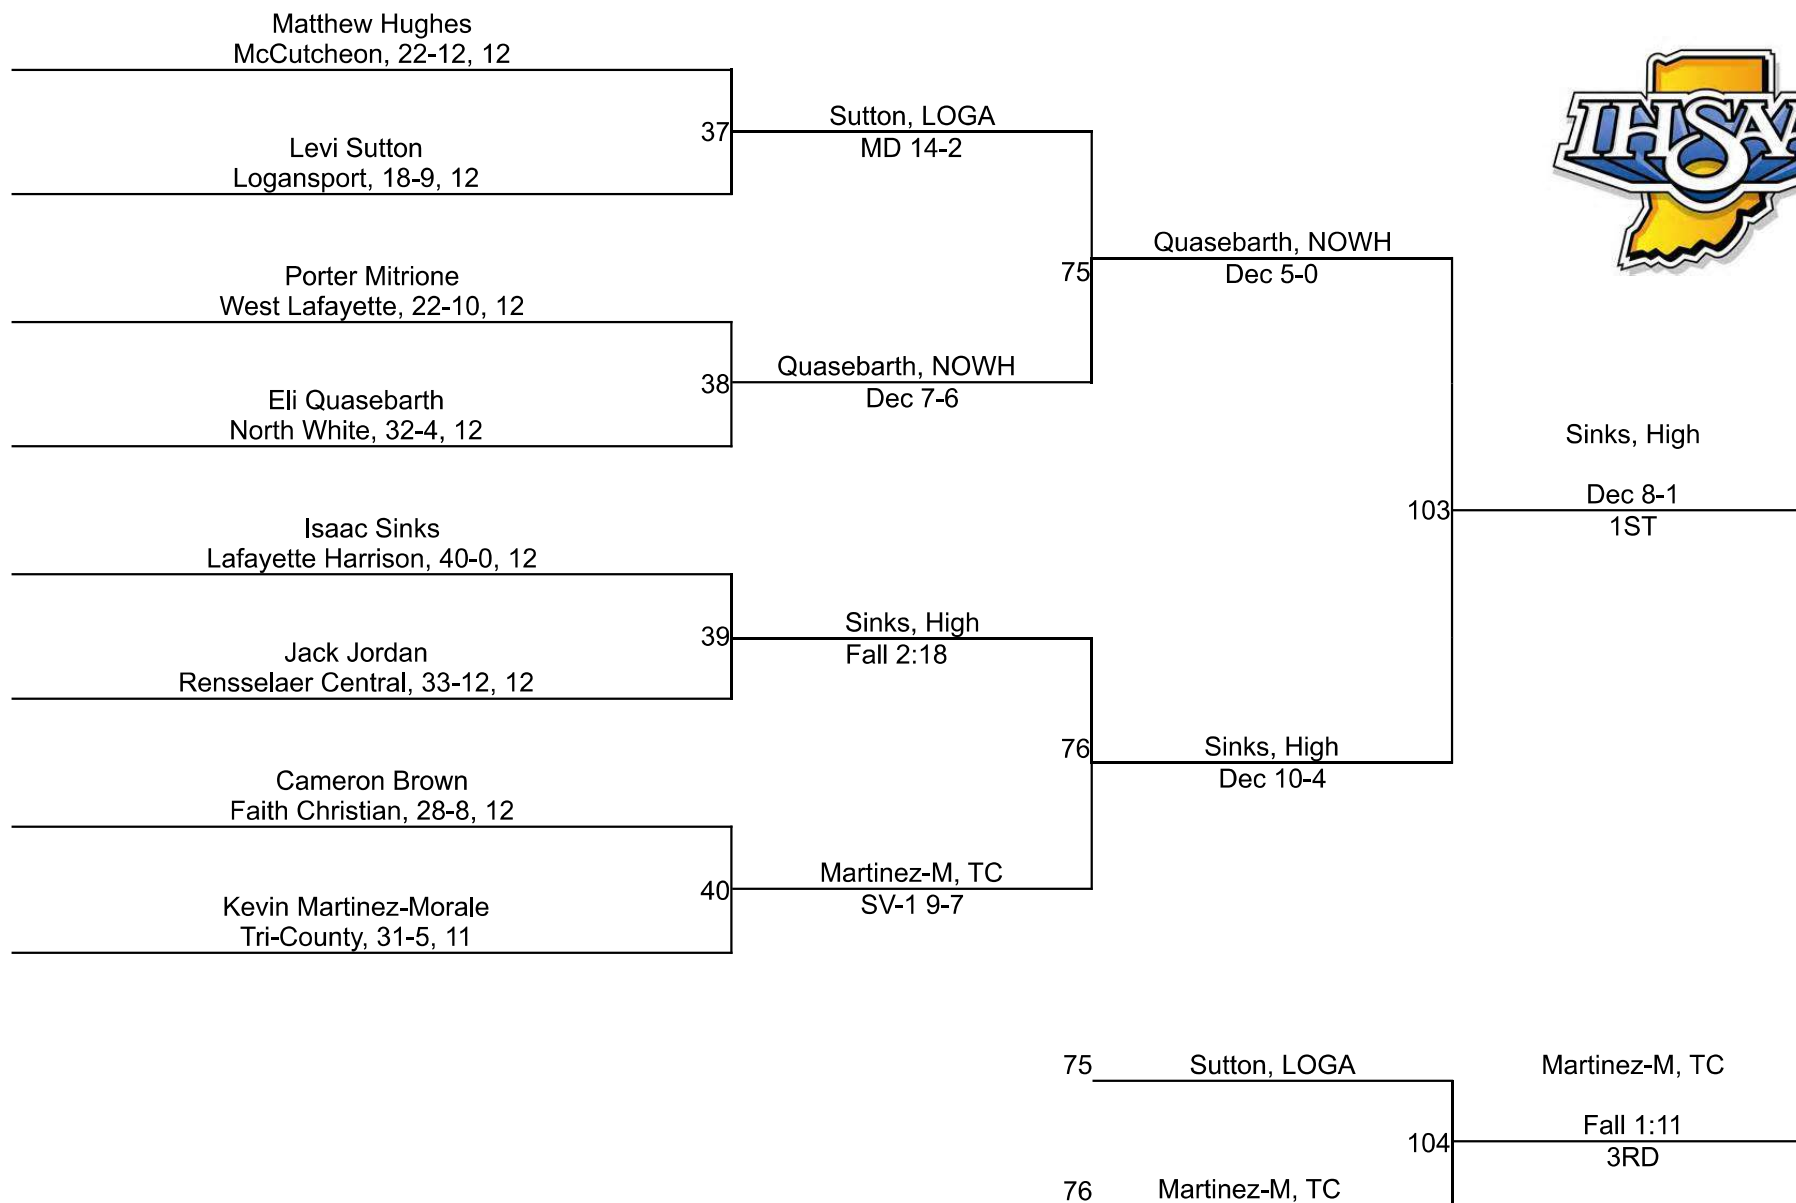 Matthew Hughes
McCutcheon, 22-12, 12
IHSAA
37
Sutton, LOGA
MD 14-2
Levi Sutton
Logansport, 18-9, 12
Quasebarth, NOWH
75
Dec 5-0
Porter Mitrione
West Lafayette, 22-10, 12
38
Quasebarth, NOWH
Dec 7-6
Eli Quasebarth
North White, 32-4, 12
Sinks, High
Dec 8-1
103
1ST
Isaac Sinks
Lafayette Harrison, 40-0, 12
39
Sinks, High
Fall 2:18
Jack Jordan
Rensselaer Central, 33-12, 12
76
Sinks, High
Dec 10-4
Cameron Brown
Faith Christian, 28-8, 12
40
Martinez-M, TC
SV-1 9-7
Kevin Martinez-Morale
Tri-County, 31-5, 11
75
Sutton, LOGA
Martinez-M, TC
Fall 1:11
104
3RD
76
Martinez-M, TC